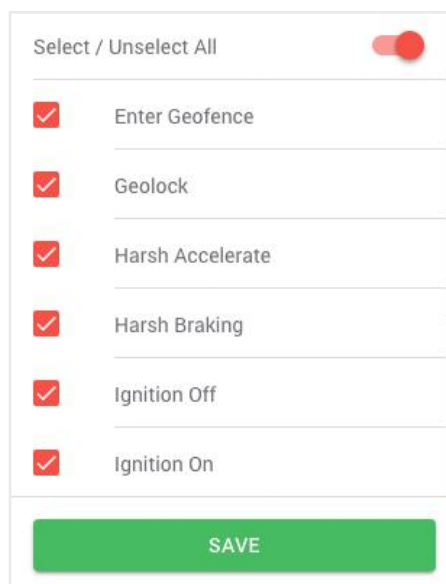 Select / Unselect All
Enter Geofence
Geolock
Harsh Accelerate
Harsh Braking
Ignition Off
Ignition On
SAVE